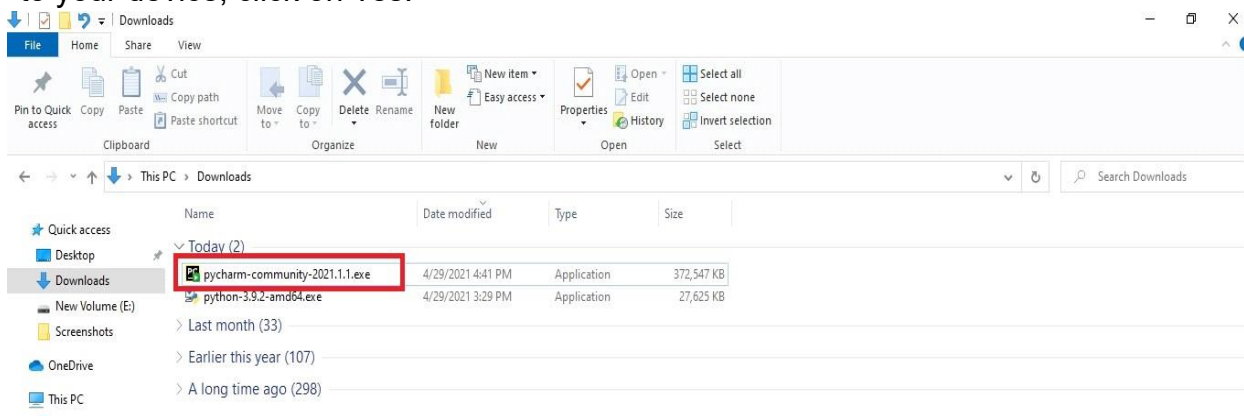 to your device, click on Yes.
Downloads
File Home Share View
Pin to Quick access
Copy
Paste
Cut
Copy path
Paste shortcut
Clipboard
Move to
Copy to
Delete
Rename
Organize
New folder
New item
Easy access
New
Properties
Open
Edit
History
Open
Select all
Select none
Invert selection
Select
This PC > Downloads
Search Downloads
Name Date modified Type Size
Quick access
Desktop
Downloads
New Volume (E:)
Screenshots
OneDrive
This PC
Today (2)
pycharm-community-2021.1.1.exe 4/29/2021 4:41 PM Application 372,547 KB
python-3.9.2-amd64.exe 4/29/2021 3:29 PM Application 27,625 KB
Last month (33)
Earlier this year (107)
A long time ago (298)